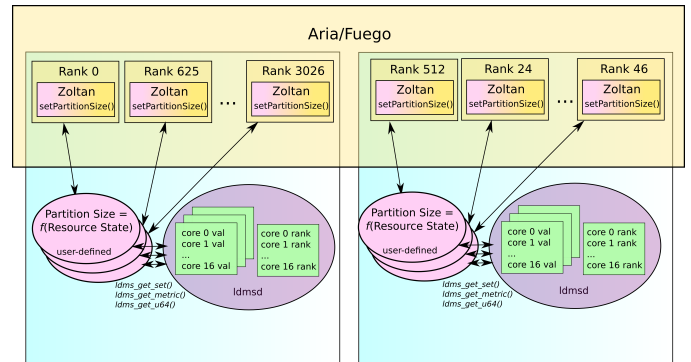 Aria/Fuego
Rank 0
Zoltan
setPartitionSize()
Rank 625
Zoltan
setPartitionSize()
...
Rank 3026
Zoltan
setPartitionSize()
Partition Size =
f(Resource State)
user-defined
core 0 val
core 1 val
...
core 16 val
core 0 rank
core 1 rank
...
core 16 rank
ldmsd
ldms_get_set()
ldms_get_metric()
ldms_get_u64()
Rank 512
Zoltan
setPartitionSize()
Rank 24
Zoltan
setPartitionSize()
...
Rank 46
Zoltan
setPartitionSize()
Partition Size =
f(Resource State)
user-defined
core 0 val
core 1 val
...
core 16 val
core 0 rank
core 1 rank
...
core 16 rank
ldmsd
ldms_get_set()
ldms_get_metric()
ldms_get_u64()